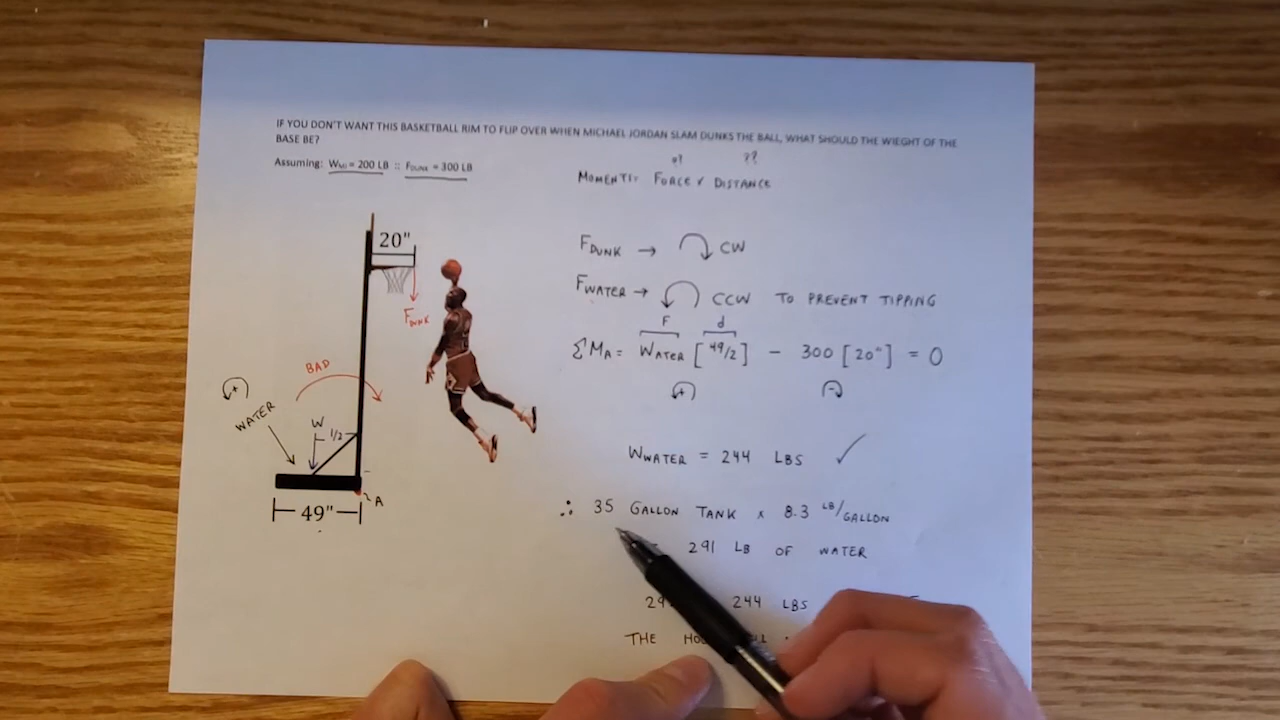 IF YOU DON'T WANT THIS BASKETBALL RIM TO FLIP OVER WHEN MICHAEL JORDAN SLAM DUNKS THE BALL, WHAT SHOULD THE WIEGHT OF THE
BASE BE?
Assuming: WMJ = 200 LB :: FDUNK = 300 LB
??
MOMENT: FORCE x DISTANCE
20"
FDUNK → CW
FDUNK
FWATER → CCW TO PREVENT TIPPING
F d
ΣMA = WATER [49/2] - 300 [20"] = 0
BAD
+
WATER
W
1/2
A
49"
WWATER = 244 LBS ✓
∴ 35 GALLON TANK x 8.3 LB/GALLON
291 LB OF WATER
244 LBS
THE